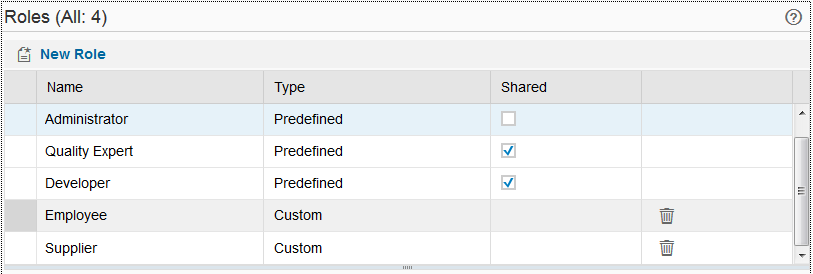 Roles (All: 4)
New Role
Name Type Shared
Administrator Predefined
Quality Expert Predefined
Developer Predefined
Employee Custom
Supplier Custom